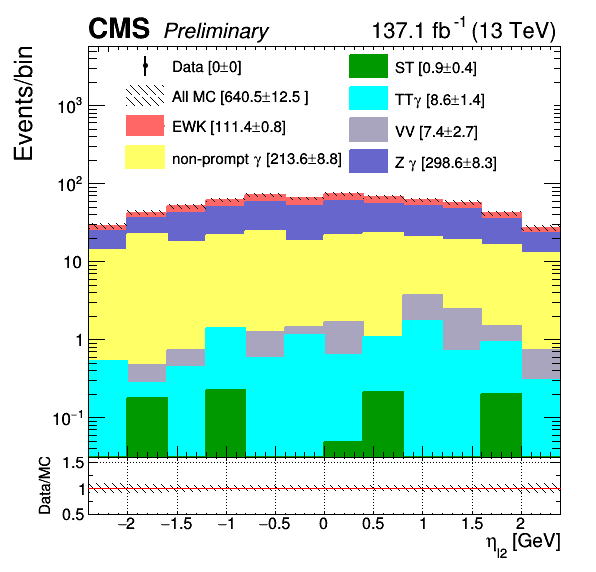 CMS Preliminary 137.1 fb⁻¹ (13 TeV)
Events/bin
Data [0±0]
All MC [640.5±12.5 ]
EWK [111.4±0.8]
non-prompt γ [213.6±8.8]
ST [0.9±0.4]
TTγ [8.6±1.4]
VV [7.4±2.7]
Z γ [298.6±8.3]
10³
10²
10
1
10⁻¹
Data/MC
1.5
1
0.5
−2 −1.5 −1 −0.5 0 0.5 1 1.5 2
η_l2 [GeV]